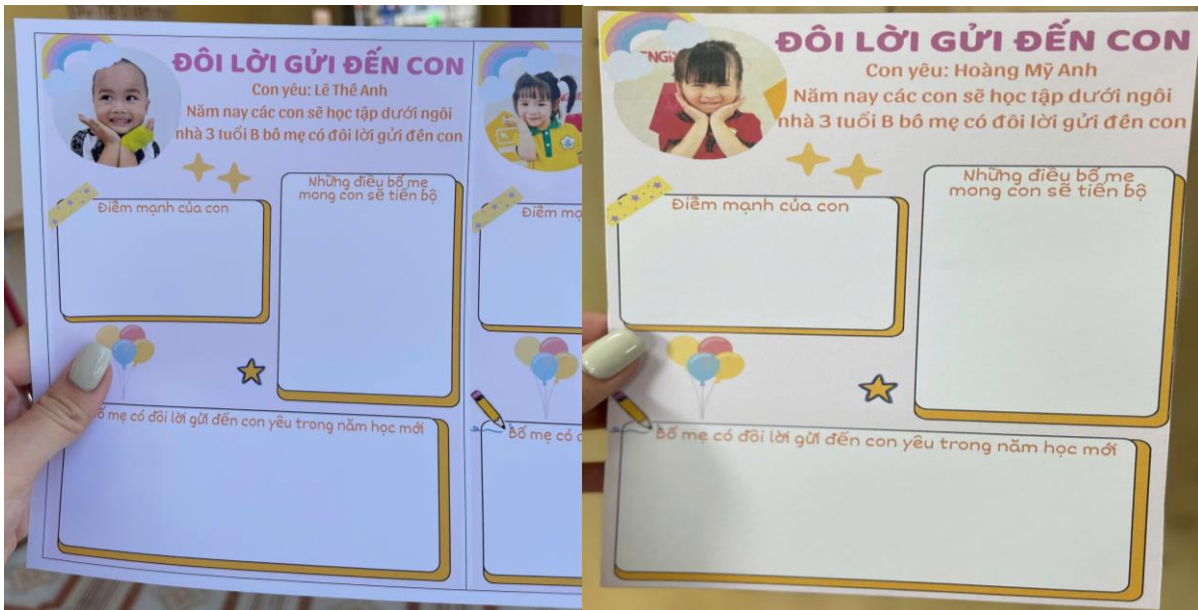 ĐÔI LỜI GỬI ĐẾN CON
Con yêu: Lê Thế Anh
Năm nay các con sẽ học tập dưới ngôi
nhà 3 tuổi B bố mẹ có đôi lời gửi đến con
Điểm mạnh của con
Những điều bố mẹ
mong con sẽ tiến bộ
bố mẹ có đôi lời gửi đến con yêu trong năm học mới
Điểm mạ
Bố mẹ có đ
ĐÔI LỜI GỬI ĐẾN CON
Con yêu: Hoàng Mỹ Anh
Năm nay các con sẽ học tập dưới ngôi
nhà 3 tuổi B bố mẹ có đôi lời gửi đến con
Điểm mạnh của con
Những điều bố mẹ
mong con sẽ tiến bộ
Bố mẹ có đôi lời gửi đến con yêu trong năm học mới